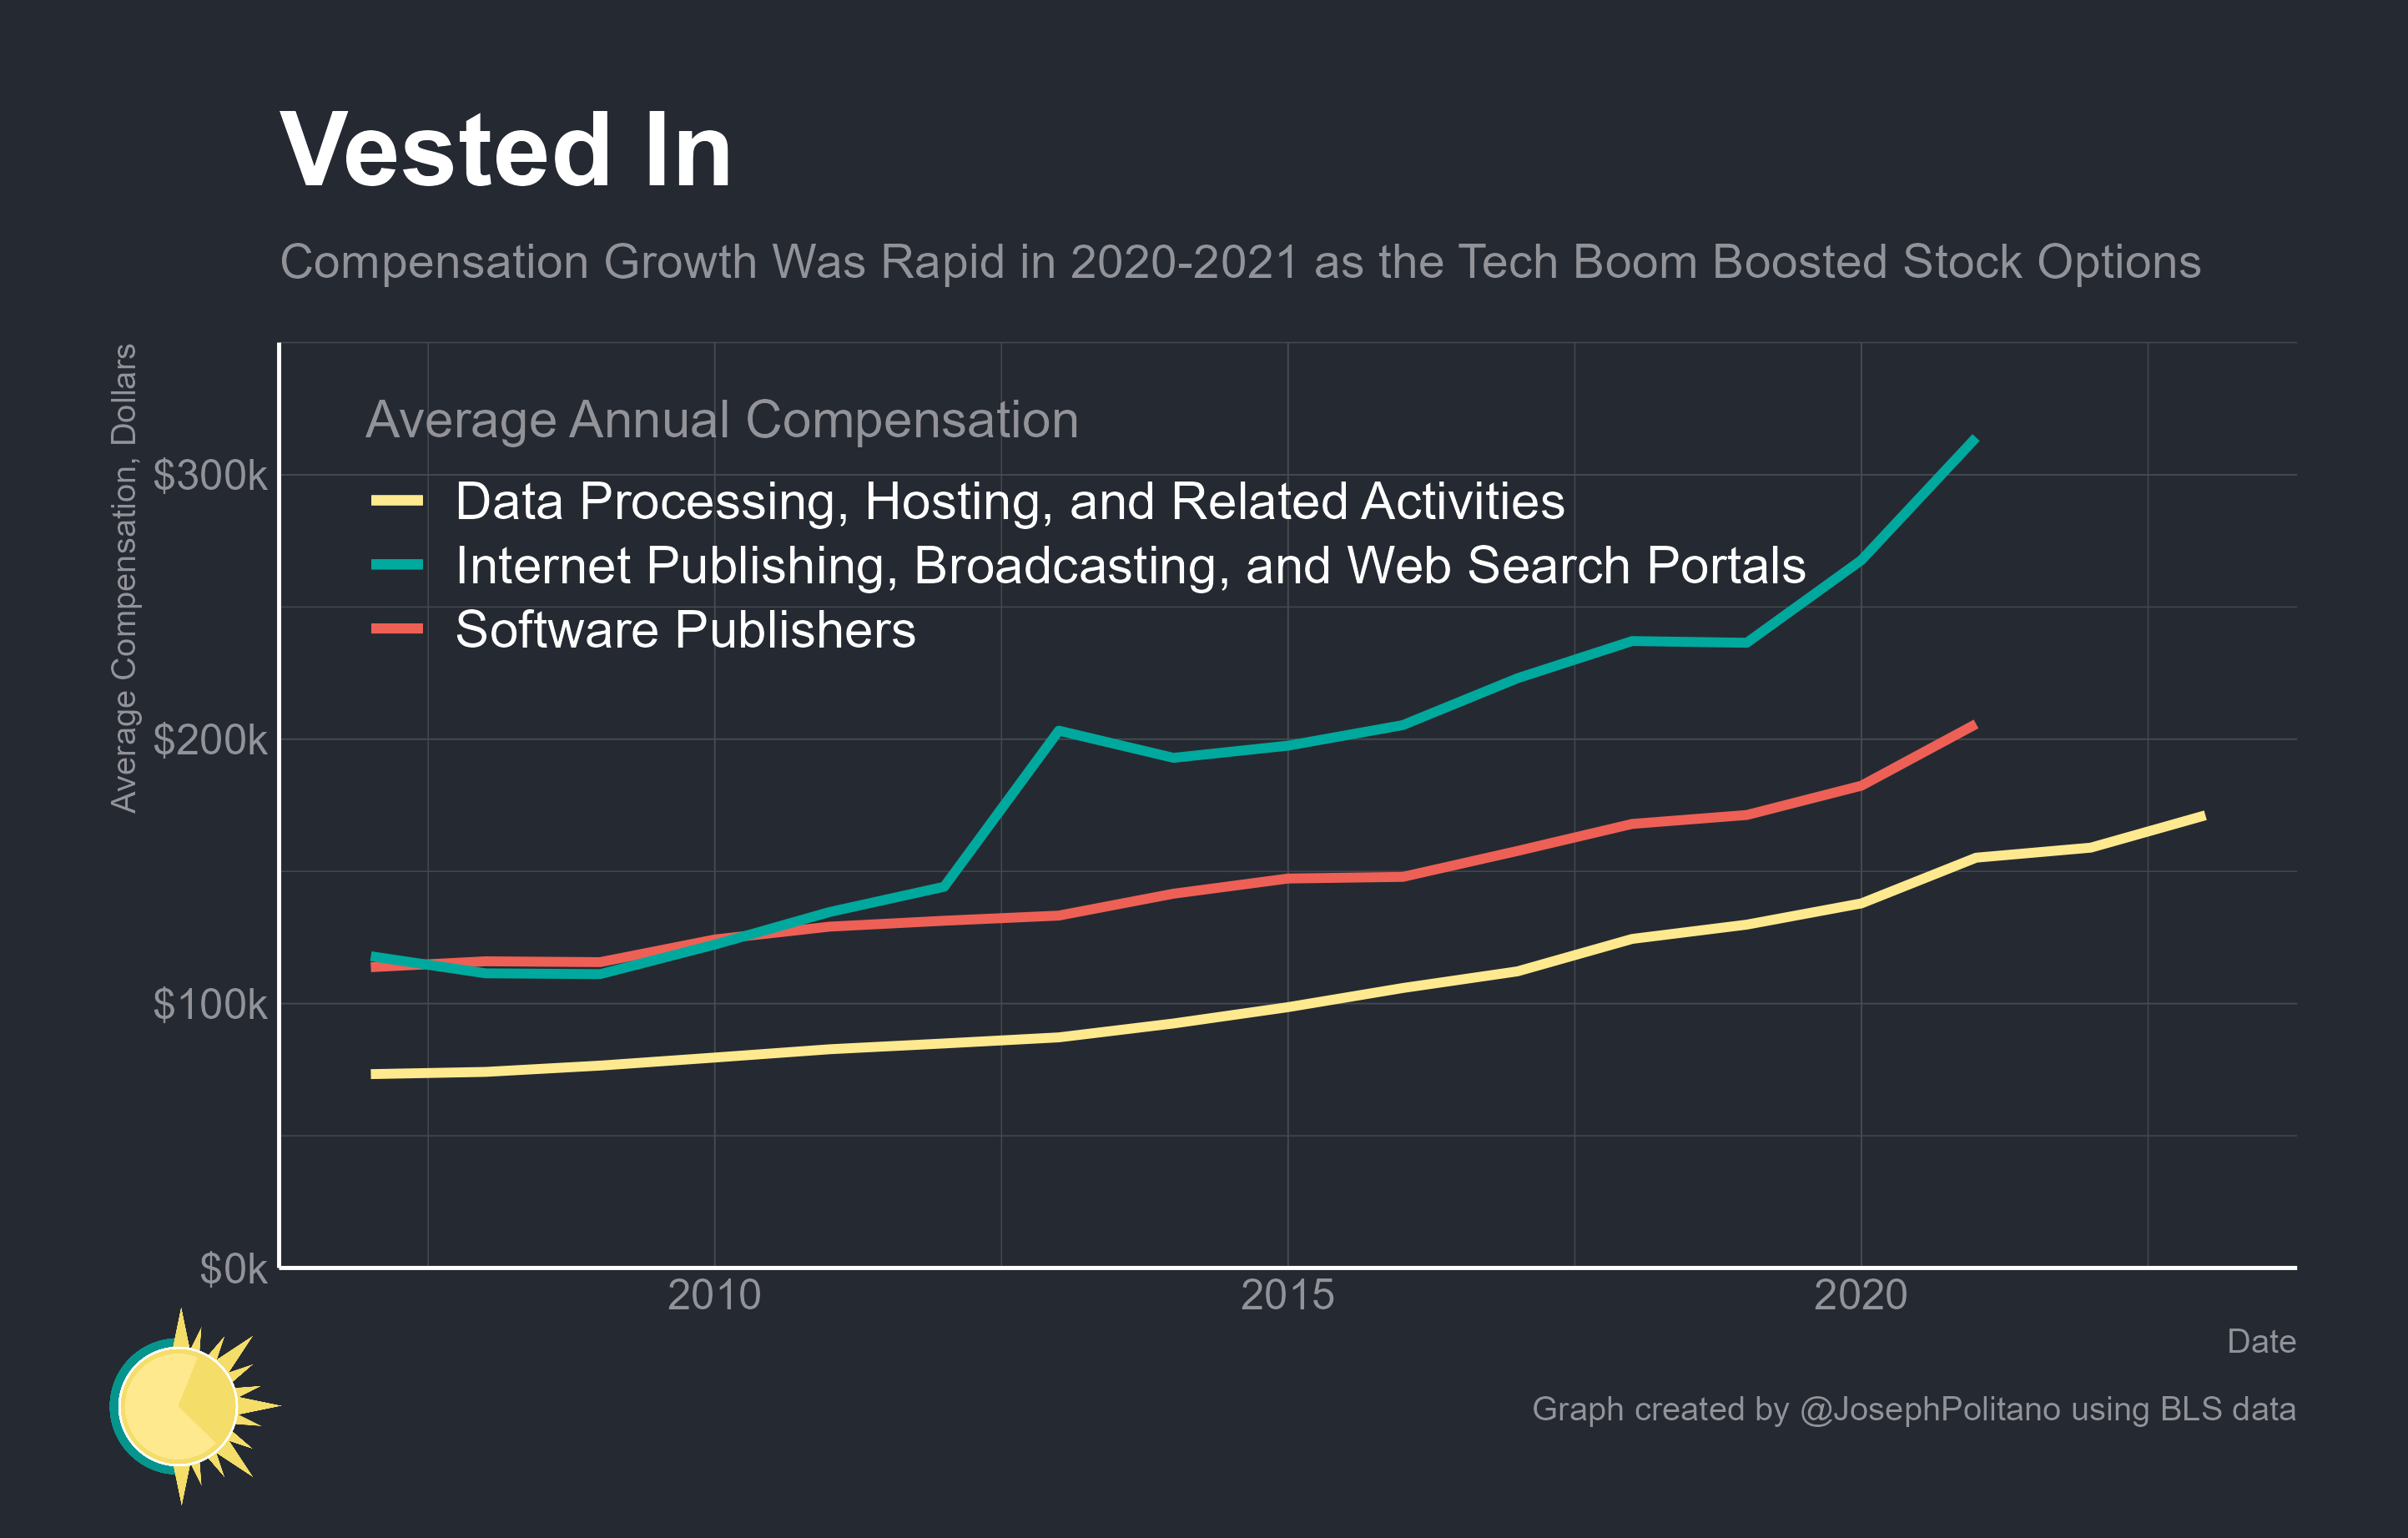 Vested In
Compensation Growth Was Rapid in 2020-2021 as the Tech Boom Boosted Stock Options
Average Compensation, Dollars
Average Annual Compensation
Data Processing, Hosting, and Related Activities
Internet Publishing, Broadcasting, and Web Search Portals
Software Publishers
$300k
$200k
$100k
$0k
2010
2015
2020
Date
Graph created by @JosephPolitano using BLS data